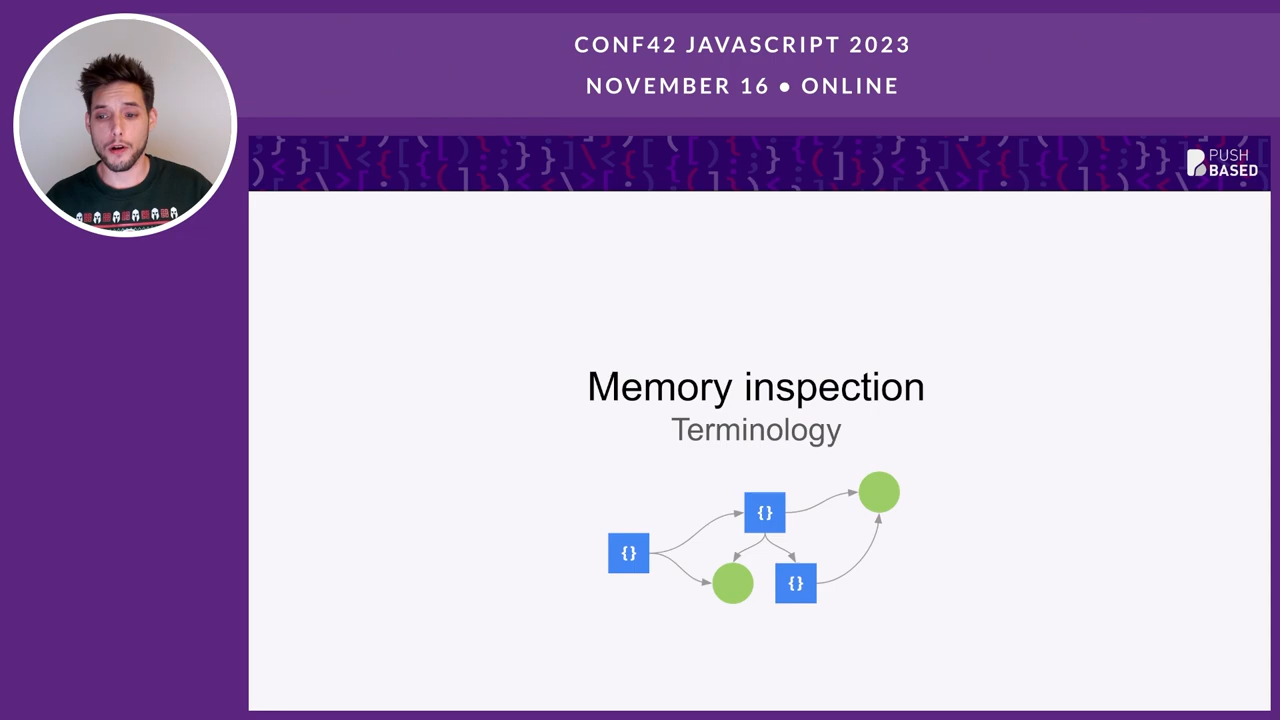 CONF42 JAVASCRIPT 2023
NOVEMBER 16 • ONLINE
PUSH
BASED
Memory inspection
Terminology
{}
{}
{}